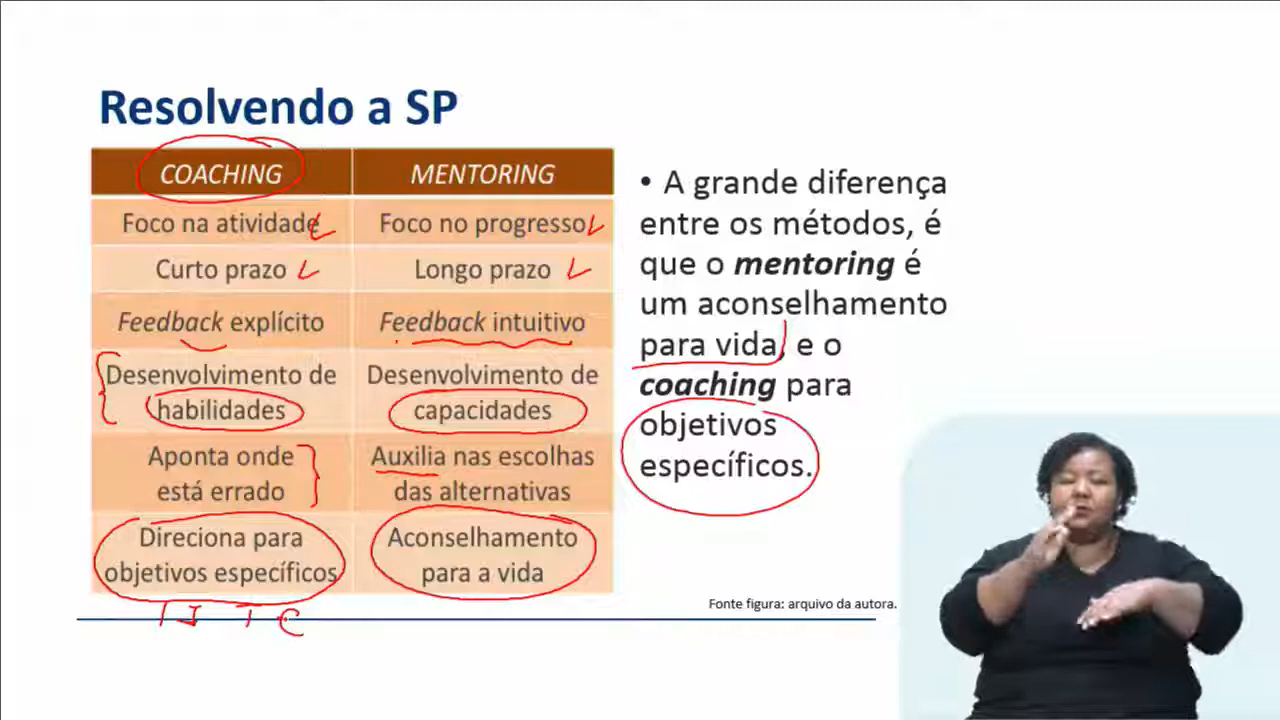 Resolvendo a SP
COACHING MENTORING
Foco na atividade Foco no progresso
Curto prazo Longo prazo
Feedback explícito Feedback intuitivo
Desenvolvimento de Desenvolvimento de
habilidades capacidades
Aponta onde Auxilia nas escolhas
está errado das alternativas
Direciona para Aconselhamento
objetivos específicos para a vida
• A grande diferença
entre os métodos, é
que o mentoring é
um aconselhamento
para vida, e o
coaching para
objetivos
específicos.
Fonte figura: arquivo da autora.